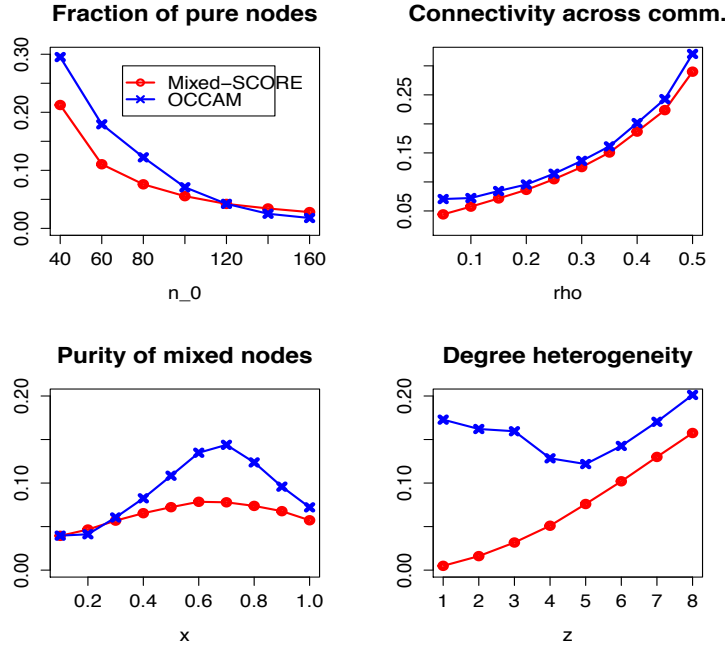 Fraction of pure nodes
0.00 0.10 0.20 0.30
Mixed-SCORE
OCCAM
40 60 80 100 120 140 160
n_0
Connectivity across comm.
0.05 0.15 0.25
0.1 0.2 0.3 0.4 0.5
rho
Purity of mixed nodes
0.00 0.10 0.20
0.2 0.4 0.6 0.8 1.0
x
Degree heterogeneity
0.00 0.10 0.20
1 2 3 4 5 6 7 8
z